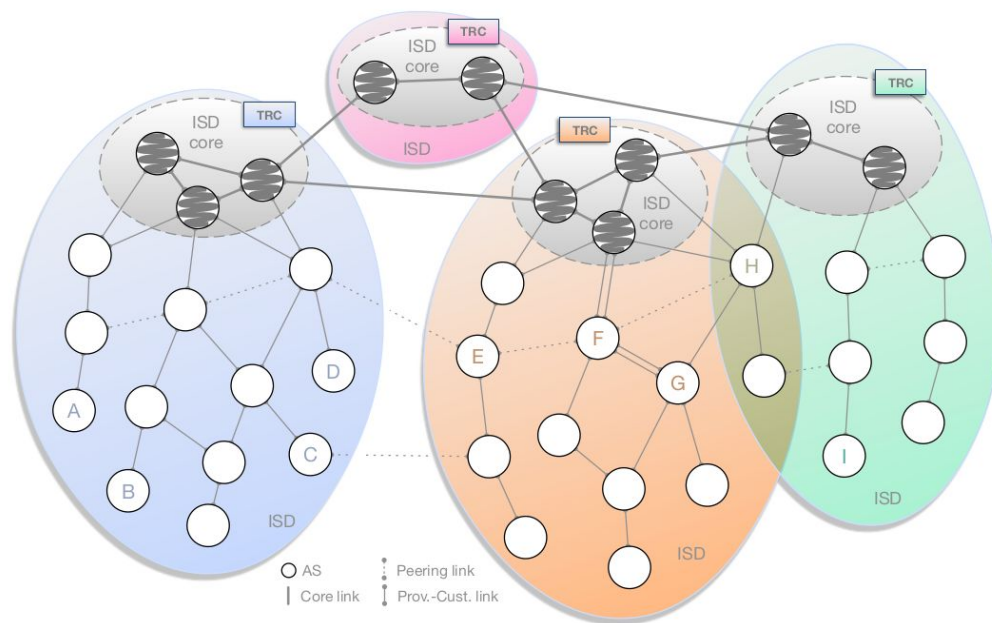 TRC
ISD
core
ISD
TRC
ISD
core
TRC
ISD
core
TRC
ISD
core
H
E
F
G
D
A
C
B
I
ISD
ISD
ISD
AS
Peering link
Core link
Prov.-Cust. link